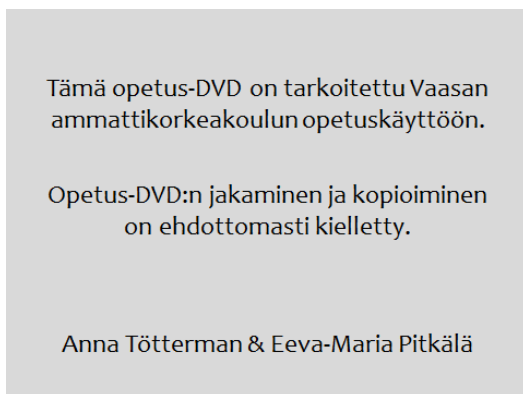 Tämä opetus-DVD on tarkoitettu Vaasan
ammattikorkeakoulun opetuskäyttöön.
Opetus-DVD:n jakaminen ja kopioiminen
on ehdottomasti kielletty.
Anna Tötterman & Eeva-Maria Pitkälä